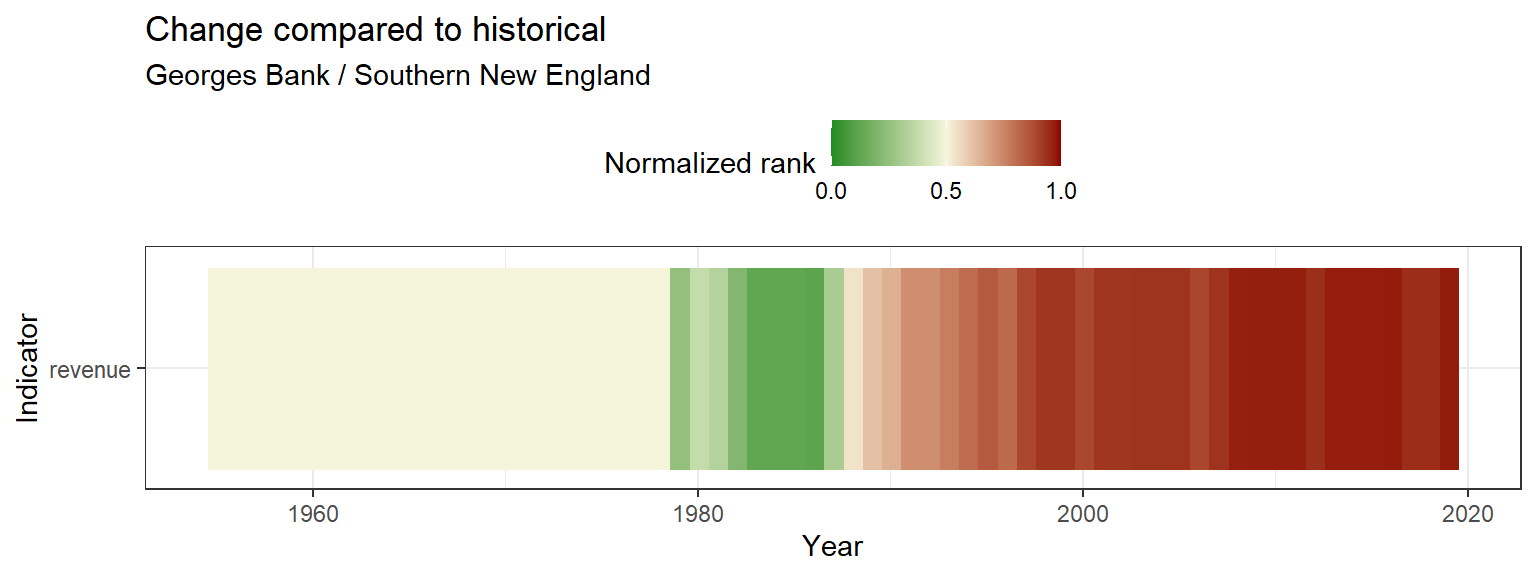 Change compared to historical
Georges Bank / Southern New England
Normalized rank
0.0 0.5 1.0
Indicator
revenue
1960 1980 2000 2020
Year